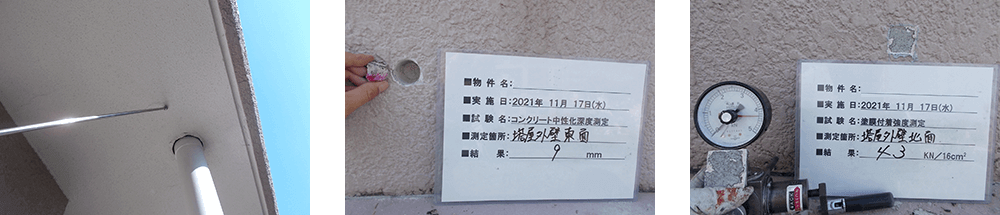 ■物件名:
■実施日:2021年 11月 17日(水)
■試験名:コンクリート中性化深度測定
■測定箇所:塔屋外壁東面
■結果: 9 mm
■物件名:
■実施日:2021年 11月 17日(水)
■試験名:塗膜付着強度測定
■測定箇所:塔屋外壁北面
■結果: 4.3 KN/16cm²